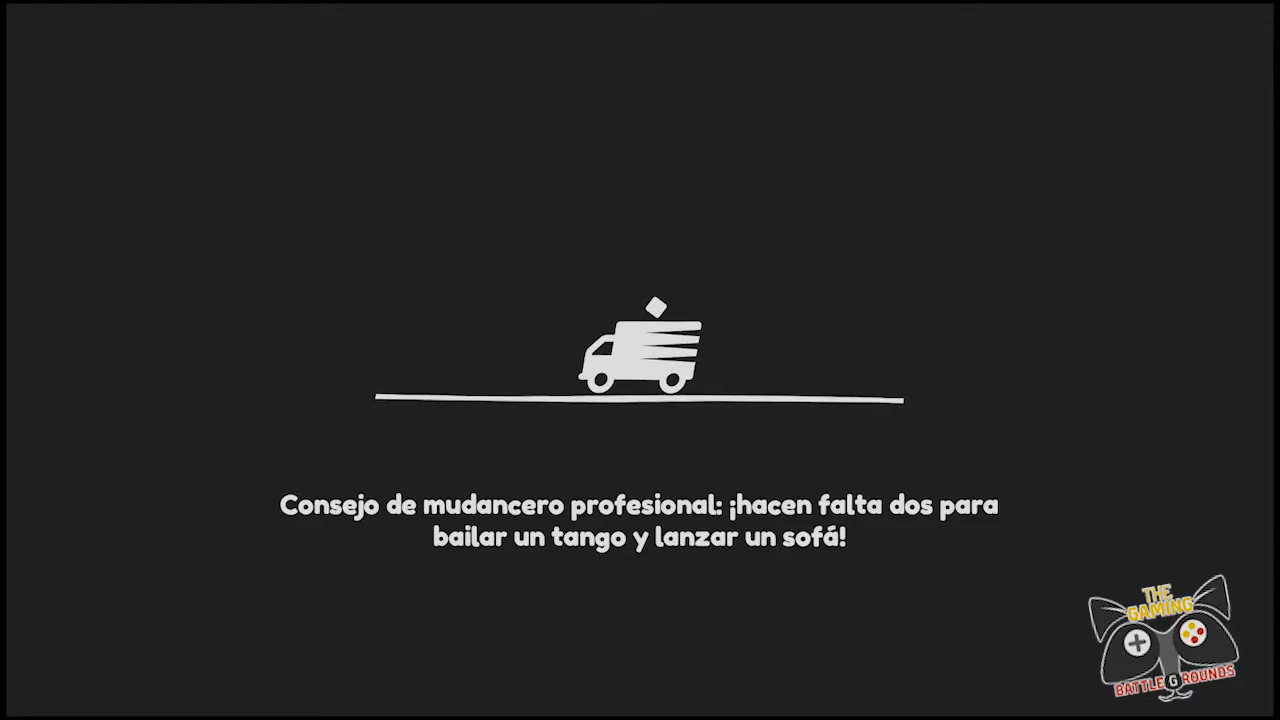 Consejo de mudancero profesional: ¡hacen falta dos para
bailar un tango y lanzar un sofá!
THE
GAMING
BATTLE G ROUNDS